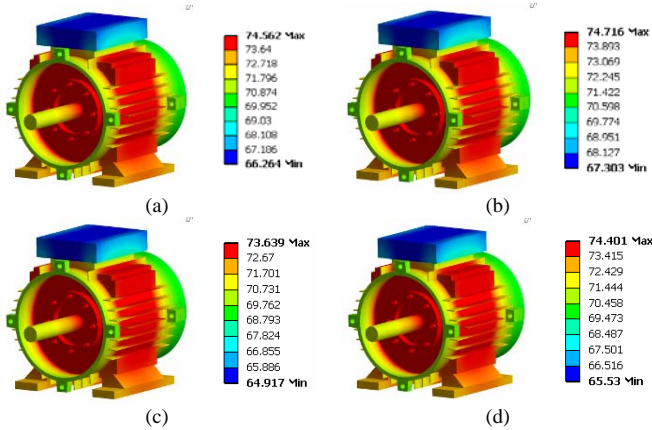 74.562 Max
73.64
72.718
71.796
70.874
69.952
69.03
68.108
67.186
66.264 Min
(a)
74.716 Max
73.893
73.069
72.245
71.422
70.598
69.774
68.951
68.127
67.303 Min
(b)
73.639 Max
72.67
71.701
70.731
69.762
68.793
67.824
66.855
65.886
64.917 Min
(c)
74.401 Max
73.415
72.429
71.444
70.458
69.473
68.487
67.501
66.516
65.53 Min
(d)